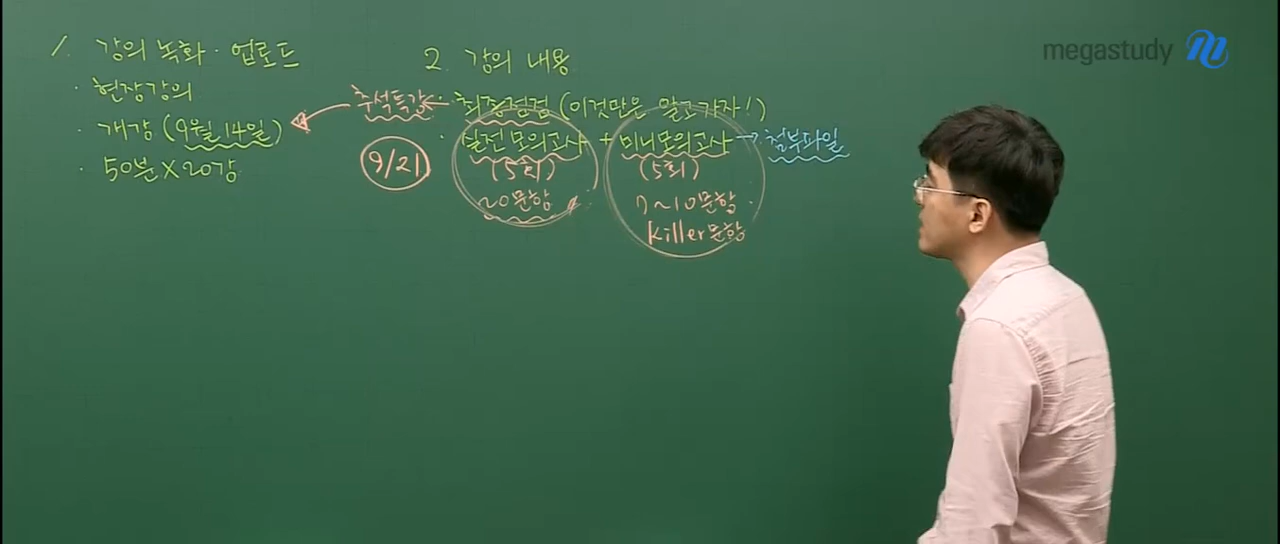 megastudy
1. 강의 녹화·업로드
· 현장강의
· 개강 (9월 14일)
· 50분×20강
2. 강의 내용
추석특강 ← · 최종점검 (이것만은 알고가자!)
9/21
· 실전모의고사 + 미니모의고사 → 첨부파일
(5회) (5회)
20문항 7~10문항
killer문항